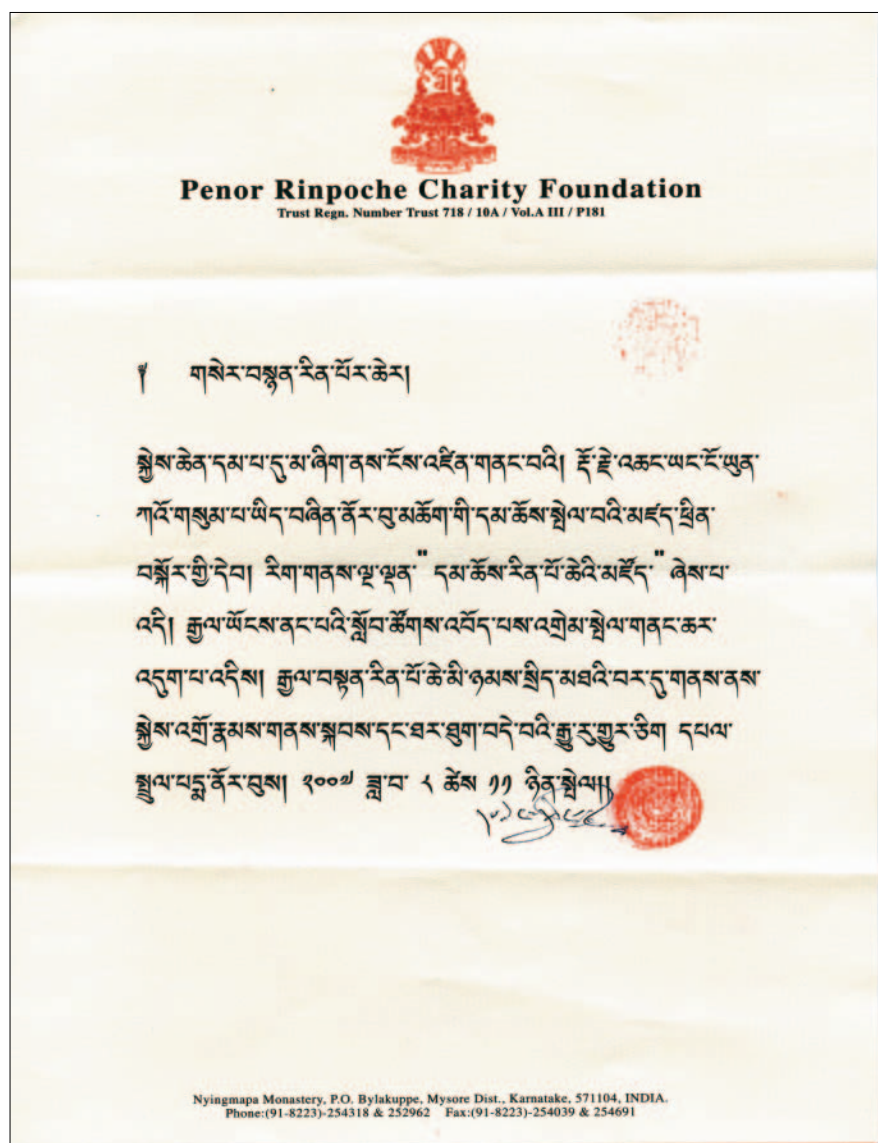 Penor Rinpoche Charity Foundation
Trust Regn. Number Trust 718 / 10A / Vol.A III / P181
༈ གསེར་བསྙན་རིན་པོར་ཆེར།
སྐྱེས་ཆེན་དམ་པ་དུ་མ་ཞིག་ནས་ངོས་འཛིན་གནང་བའི། རྡོ་རྗེ་འཆང་ཡང་ངོ་ཡུན་
ཀའོ་གསུམ་པ་ཡིད་བཞིན་ནོར་བུ་མཆོག་གི་དམ་ཆོས་སྤེལ་བའི་མཛད་ཕྲིན་
བསྐོར་གྱི་དེབ། རིག་གནས་ལྔ་ལྡན་" དམ་ཆོས་རིན་པོ་ཆེའི་མཛོད་" ཞེས་པ་
འདི། རྒྱལ་ཡོངས་ནང་པའི་སློབ་ཚོགས་འབོད་པས་འགྲེམ་སྤེལ་གནང་ཆར་
འདུག་པ་འདིས། རྒྱལ་བསྟན་རིན་པོ་ཆེ་མི་ཉམས་སྲིད་མཐའི་བར་དུ་གནས་ནས་
སྐྱེས་འགྲོ་རྣམས་གནས་སྐབས་དང་ཐར་ཐུག་བདེ་བའི་རྒྱུ་རུ་གྱུར་ཅིག དཔལ་
སྤྲུལ་པདྨ་ནོར་བུས། ༢༠༠༧ ཟླ་བ་ ༨ ཚེས་ ༡༡ ཉིན་སྤེལ།།
Nyingmapa Monastery, P.O. Bylakuppe, Mysore Dist., Karnatake, 571104, INDIA.
Phone:(91-8223)-254318 & 252962 Fax:(91-8223)-254039 & 254691